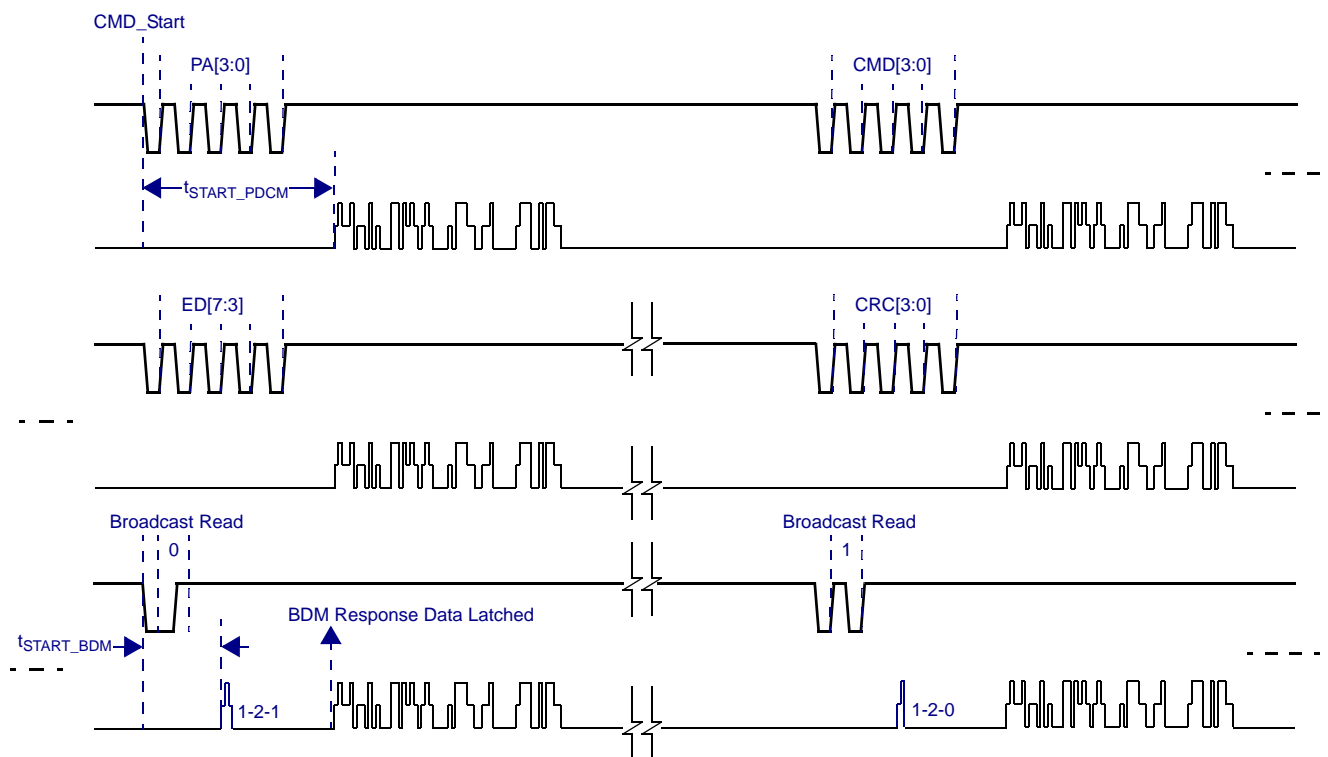 CMD_Start
PA[3:0]
CMD[3:0]
tSTART_PDCM
ED[7:3]
CRC[3:0]
Broadcast Read
Broadcast Read
0
1
BDM Response Data Latched
tSTART_BDM
1-2-1
1-2-0